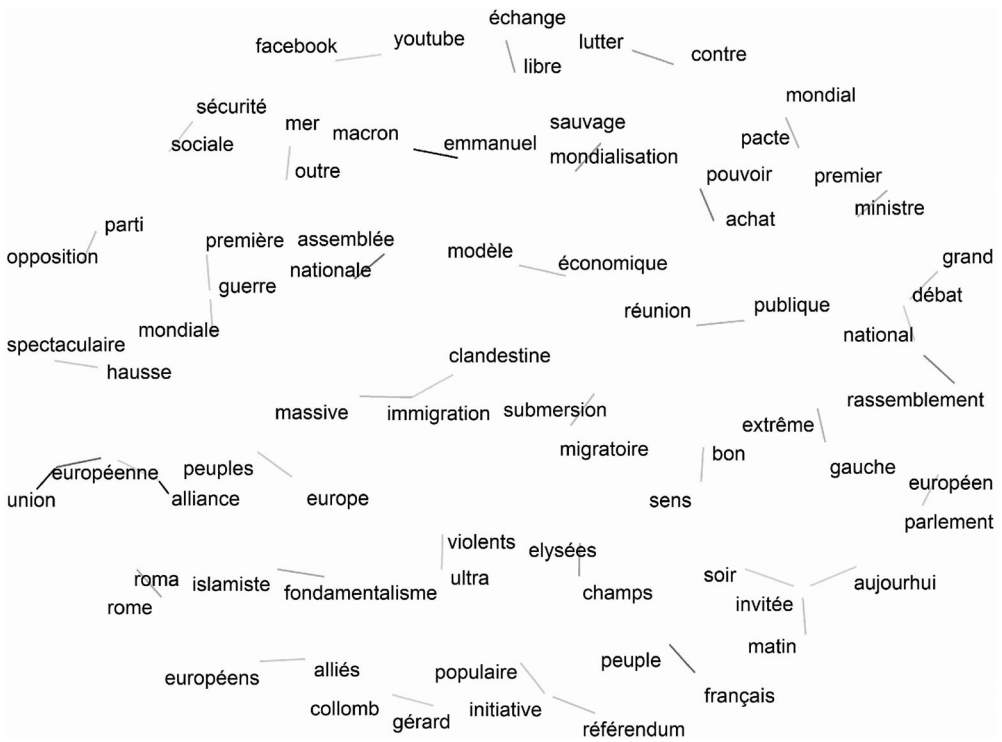 échange
facebook youtube lutter
libre contre
mondial
sécurité
mer macron sauvage
sociale emmanuel pacte
mondialisation
outre pouvoir premier
achat ministre
parti
opposition première assemblée modèle grand
nationale économique
guerre débat
réunion publique
mondiale national
spectaculaire clandestine
hausse
massive immigration submersion rassemblement
extrême
migratoire bon
européenne peuples gauche
européen
union alliance europe sens
parlement
violents elysées
roma islamiste ultra soir aujourhui
fondamentalisme champs
rome invitée
matin
européens alliés populaire peuple
collomb initiative français
gérard référendum